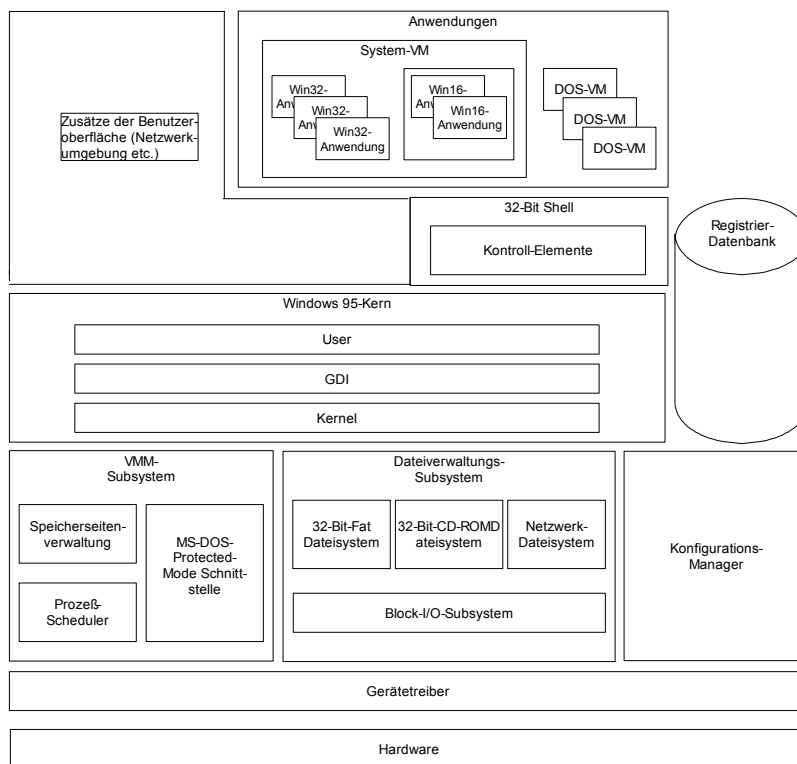 Anwendungen
System-VM
Win32-
Anw
Win32-
Anw
Win32-
Anwendung
Win16-
Anw
Win16-
Anwendung
DOS-VM
DOS-VM
DOS-VM
Zusätze der Benutzer-
oberfläche (Netzwerk-
umgebung etc.)
32-Bit Shell
Kontroll-Elemente
Registrier-
Datenbank
Windows 95-Kern
User
GDI
Kernel
VMM-
Subsystem
Speicherseiten-
verwaltung
Prozeß-
Scheduler
MS-DOS-
Protected-
Mode Schnitt-
stelle
Dateiverwaltungs-
Subsystem
32-Bit-Fat
Dateisystem
32-Bit-CD-ROMD
ateisystem
Netzwerk-
Dateisystem
Block-I/O-Subsystem
Konfigurations-
Manager
Gerätetreiber
Hardware